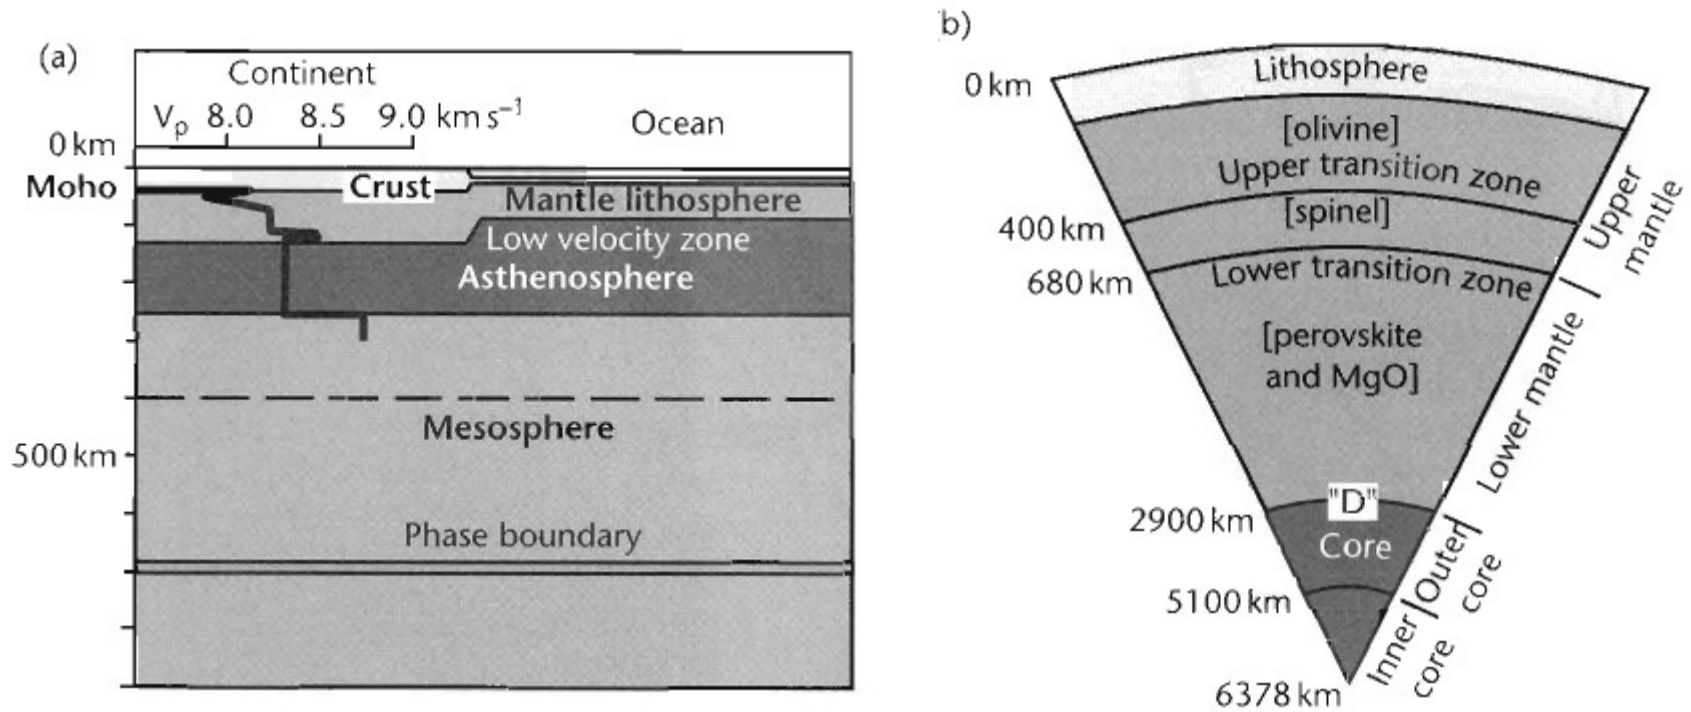 (a)
Continent
Vp 8.0 8.5 9.0 km s⁻¹
Ocean
0 km
Moho
Crust
Mantle lithosphere
Low velocity zone
Asthenosphere
Mesosphere
500 km
Phase boundary
b)
0 km
Lithosphere
[olivine]
Upper transition zone
400 km
[spinel]
680 km
Lower transition zone
[perovskite
and MgO]
2900 km
"D"
Core
5100 km
6378 km
Upper
mantle
Lower mantle
Outer
core
Inner
core